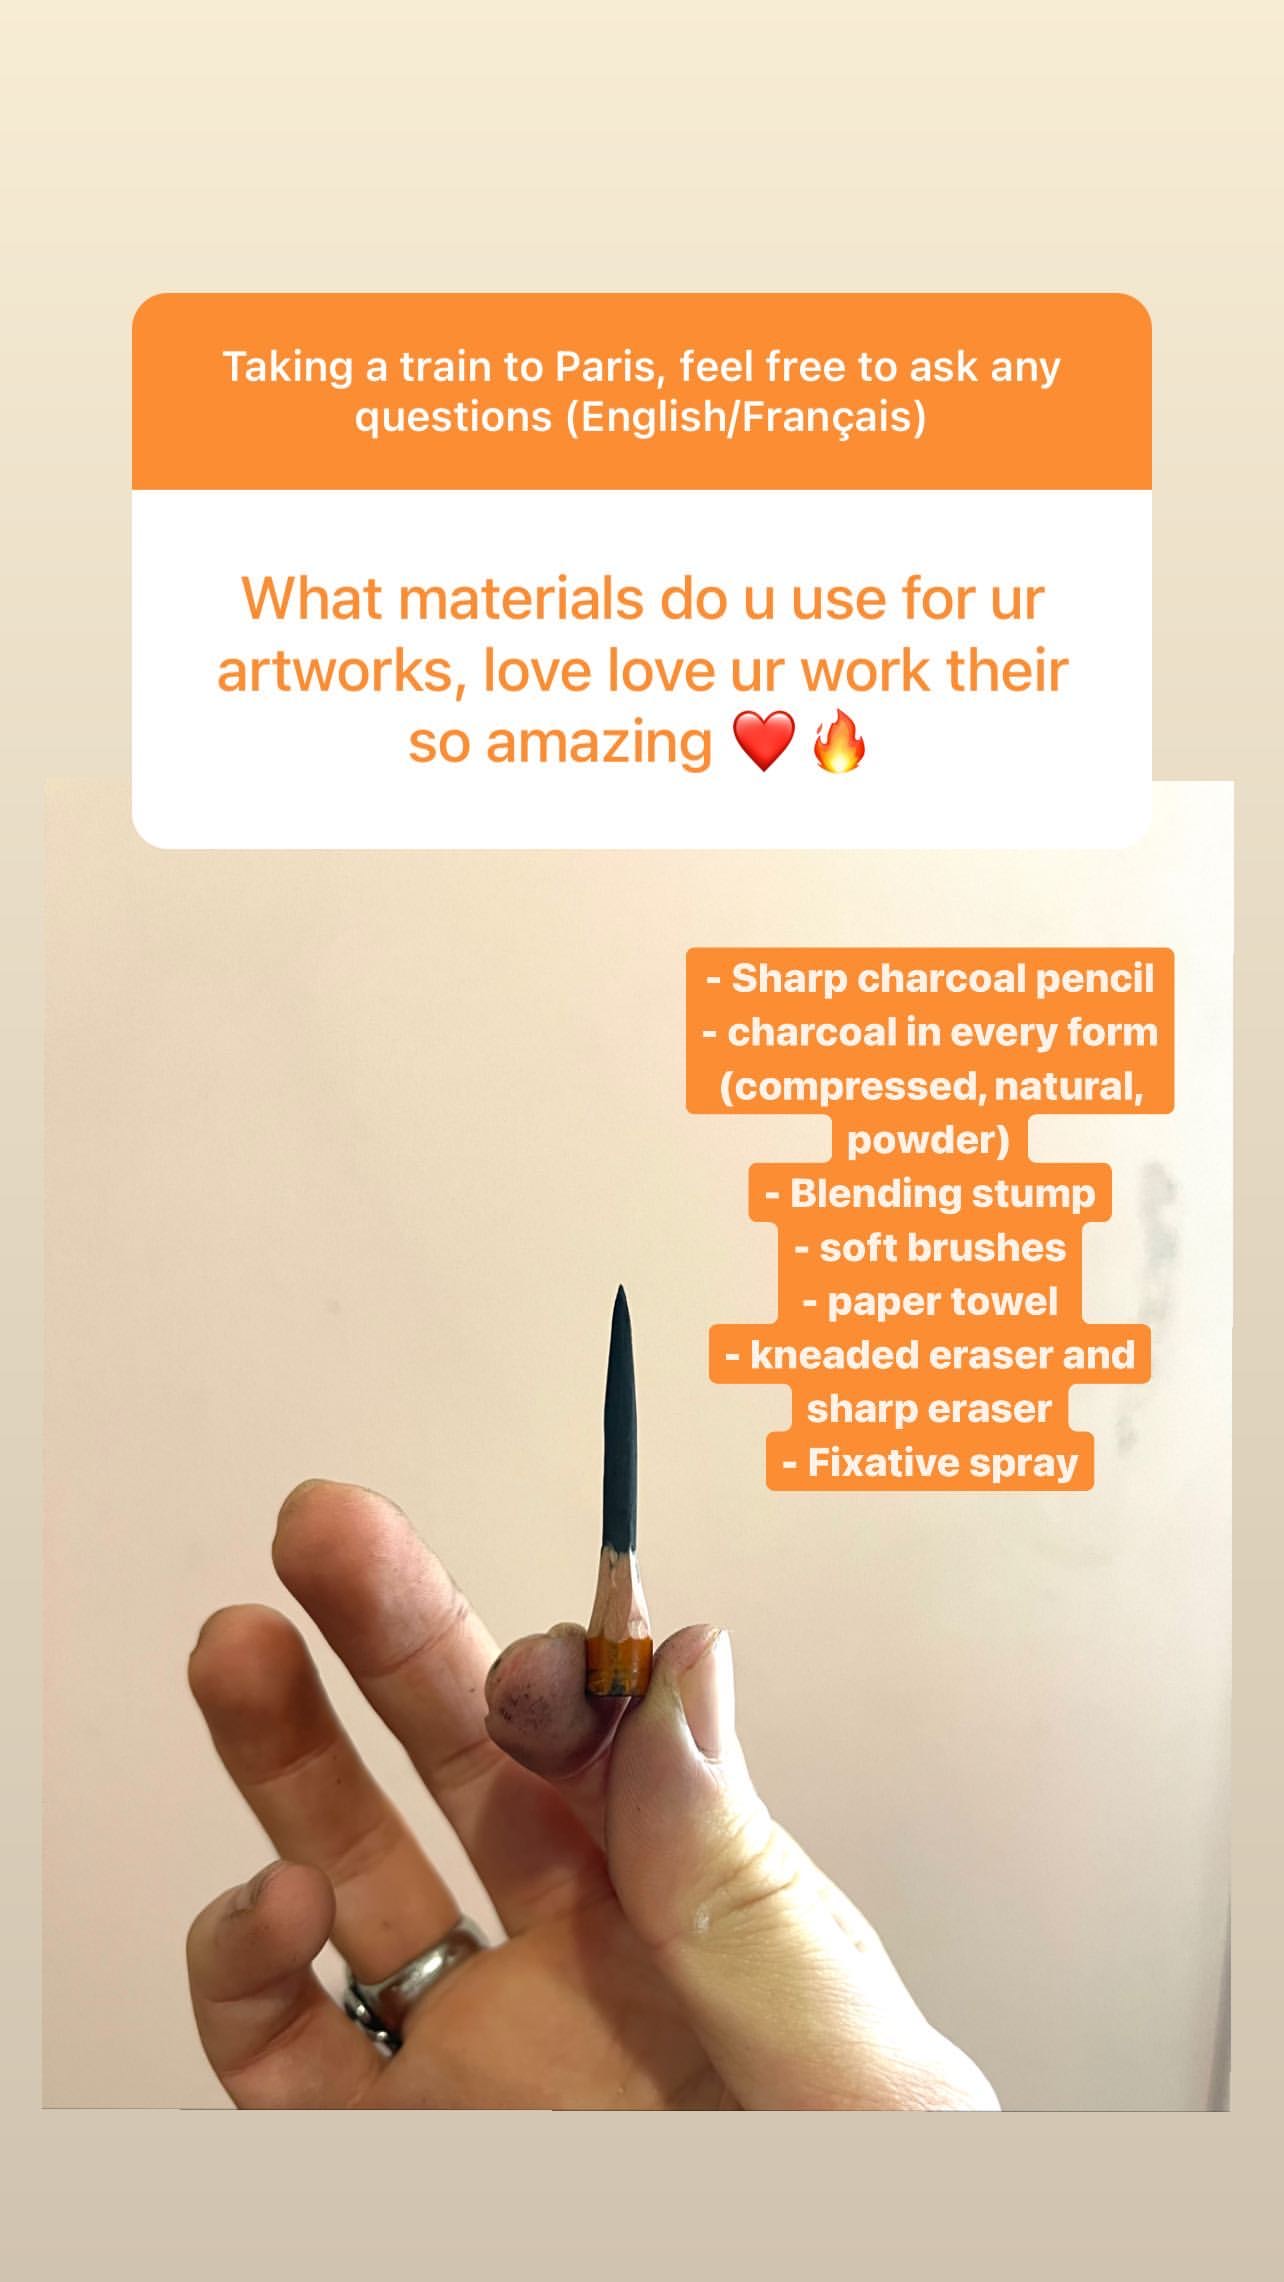 Taking a train to Paris, feel free to ask any
questions (English/Français)
What materials do u use for ur
artworks, love love ur work their
so amazing ❤️🔥
- Sharp charcoal pencil
- charcoal in every form
(compressed, natural,
powder)
- Blending stump
- soft brushes
- paper towel
- kneaded eraser and
sharp eraser
- Fixative spray